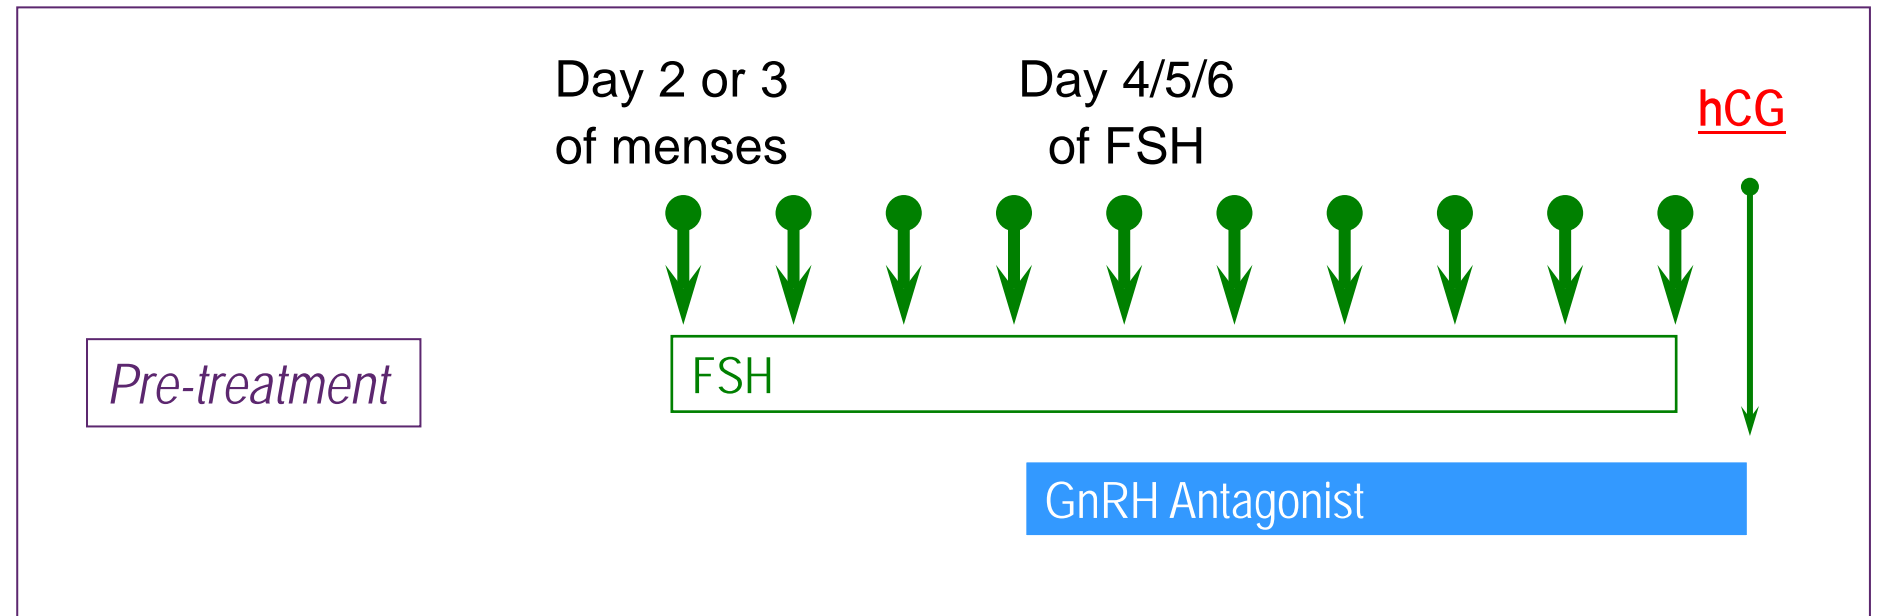 Day 2 or 3
of menses
Day 4/5/6
of FSH
hCG
FSH
Pre-treatment
GnRH Antagonist